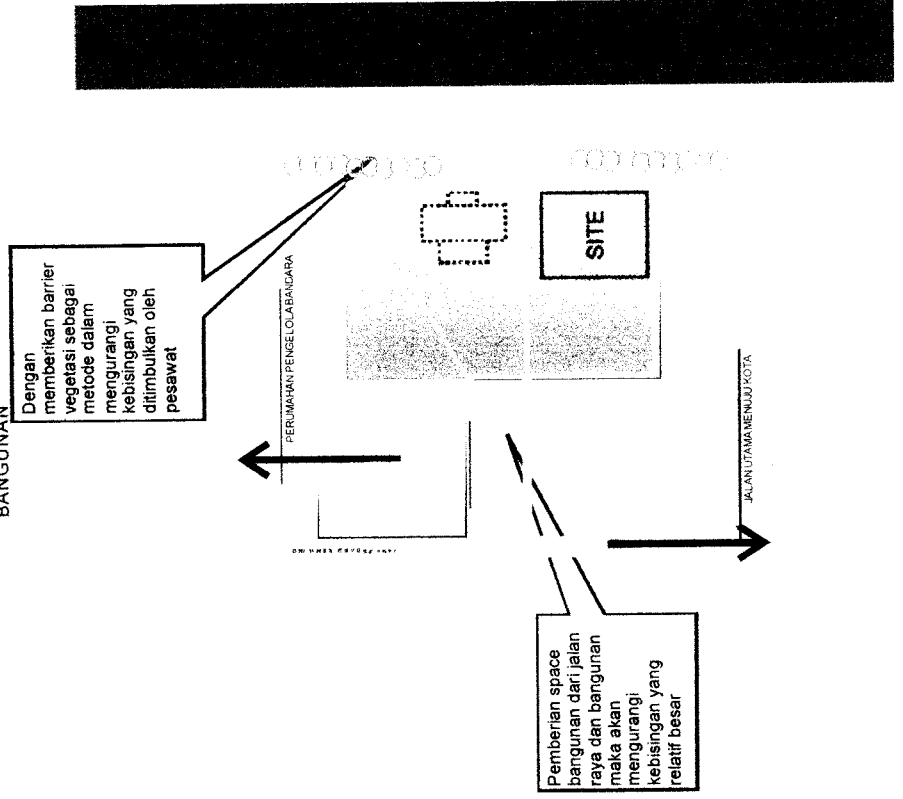 BANGUNAN
Dengan
memberikan barrier
vegetasi sebagai
metode dalam
mengurangi
kebisingan yang
ditimbulkan oleh
pesawat
PERUMAHAN PENGELOLA BANDARA
SITE
JALAN UTAMA MENUJU KOTA
Pemberian space
bangunan dari jalan
raya dan bangunan
maka akan
mengurangi
kebisingan yang
relatif besar